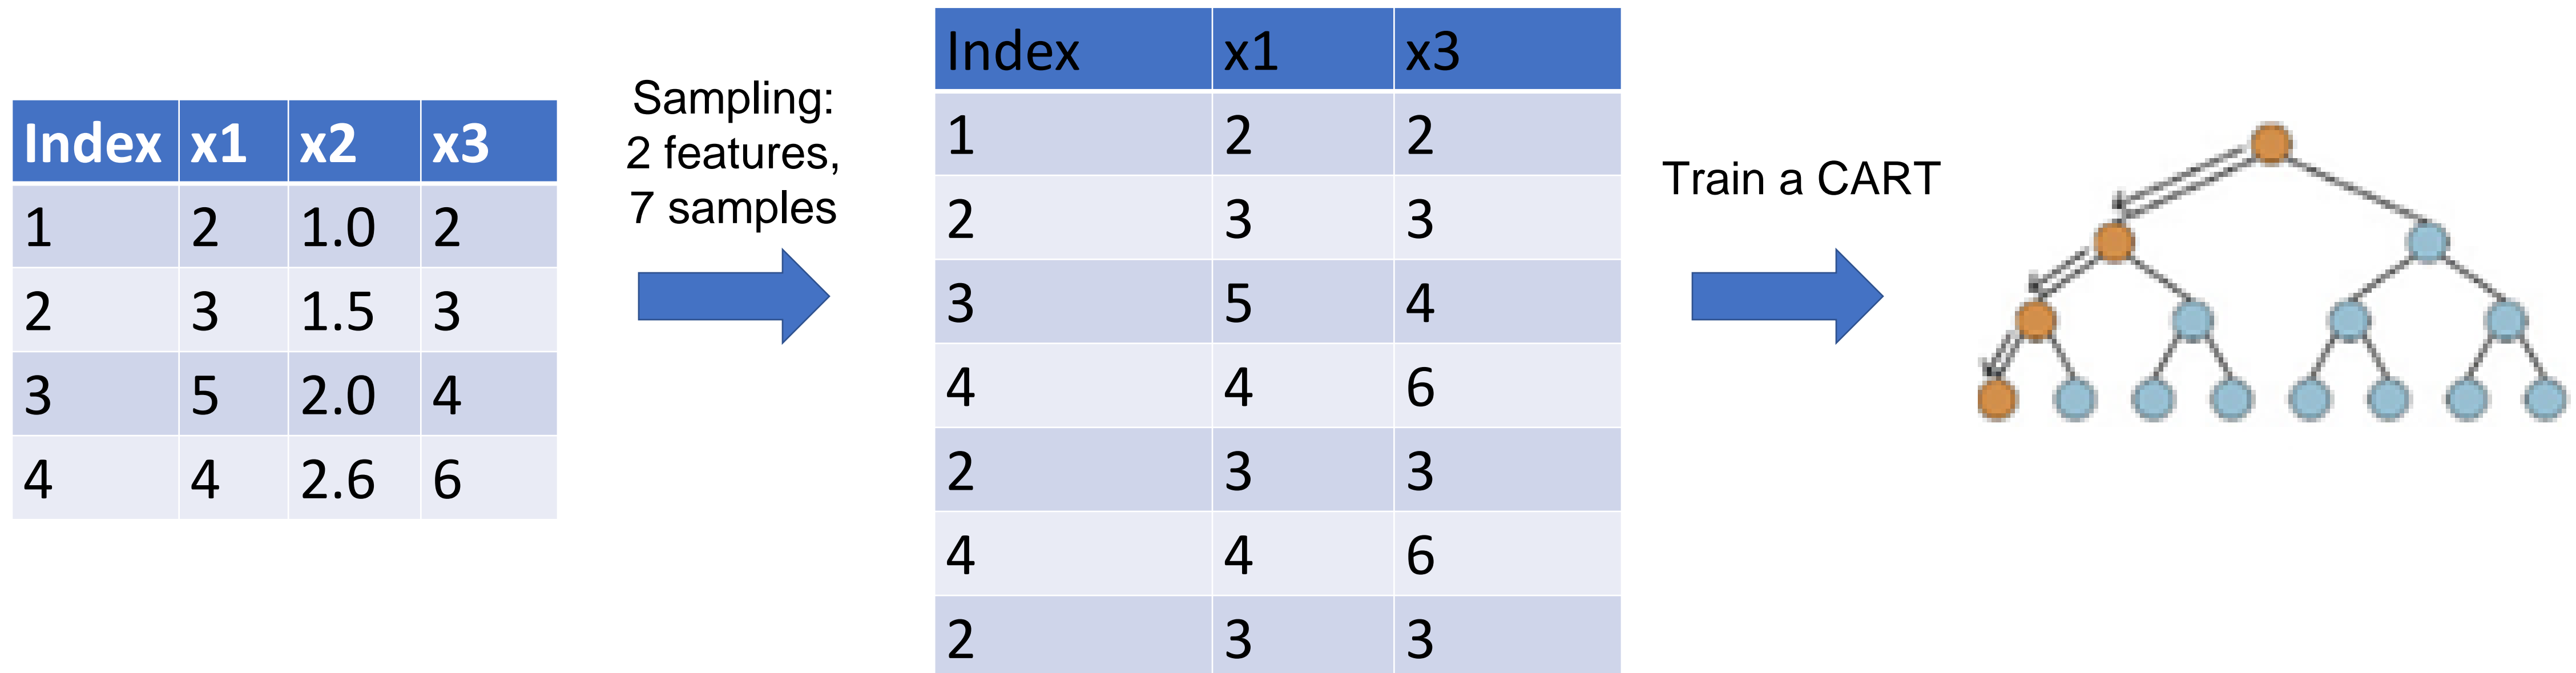 Index x1 x2 x3
1 2 1.0 2
2 3 1.5 3
3 5 2.0 4
4 4 2.6 6
Sampling:
2 features,
7 samples
Index x1 x3
1 2 2
2 3 3
3 5 4
4 4 6
2 3 3
4 4 6
2 3 3
Train a CART